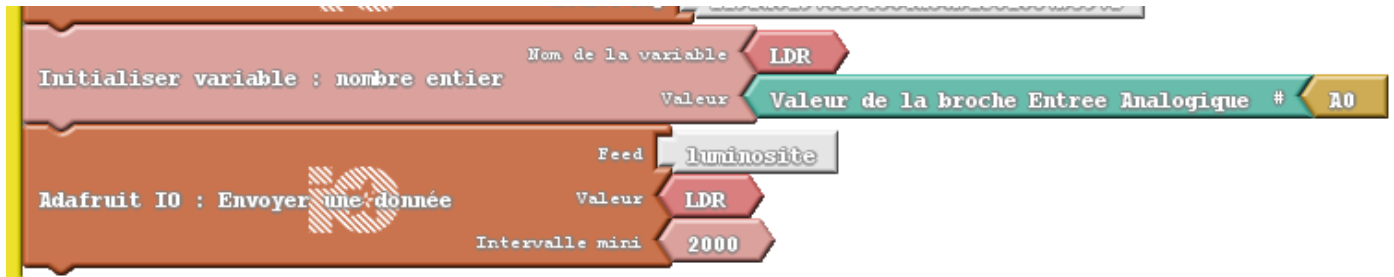 Nom de la variable LDR
Initialiser variable : nombre entier
Valeur Valeur de la broche Entree Analogique # A0
Feed luminosite
Adafruit IO : Envoyer une donnée
Valeur LDR
Intervalle mini 2000